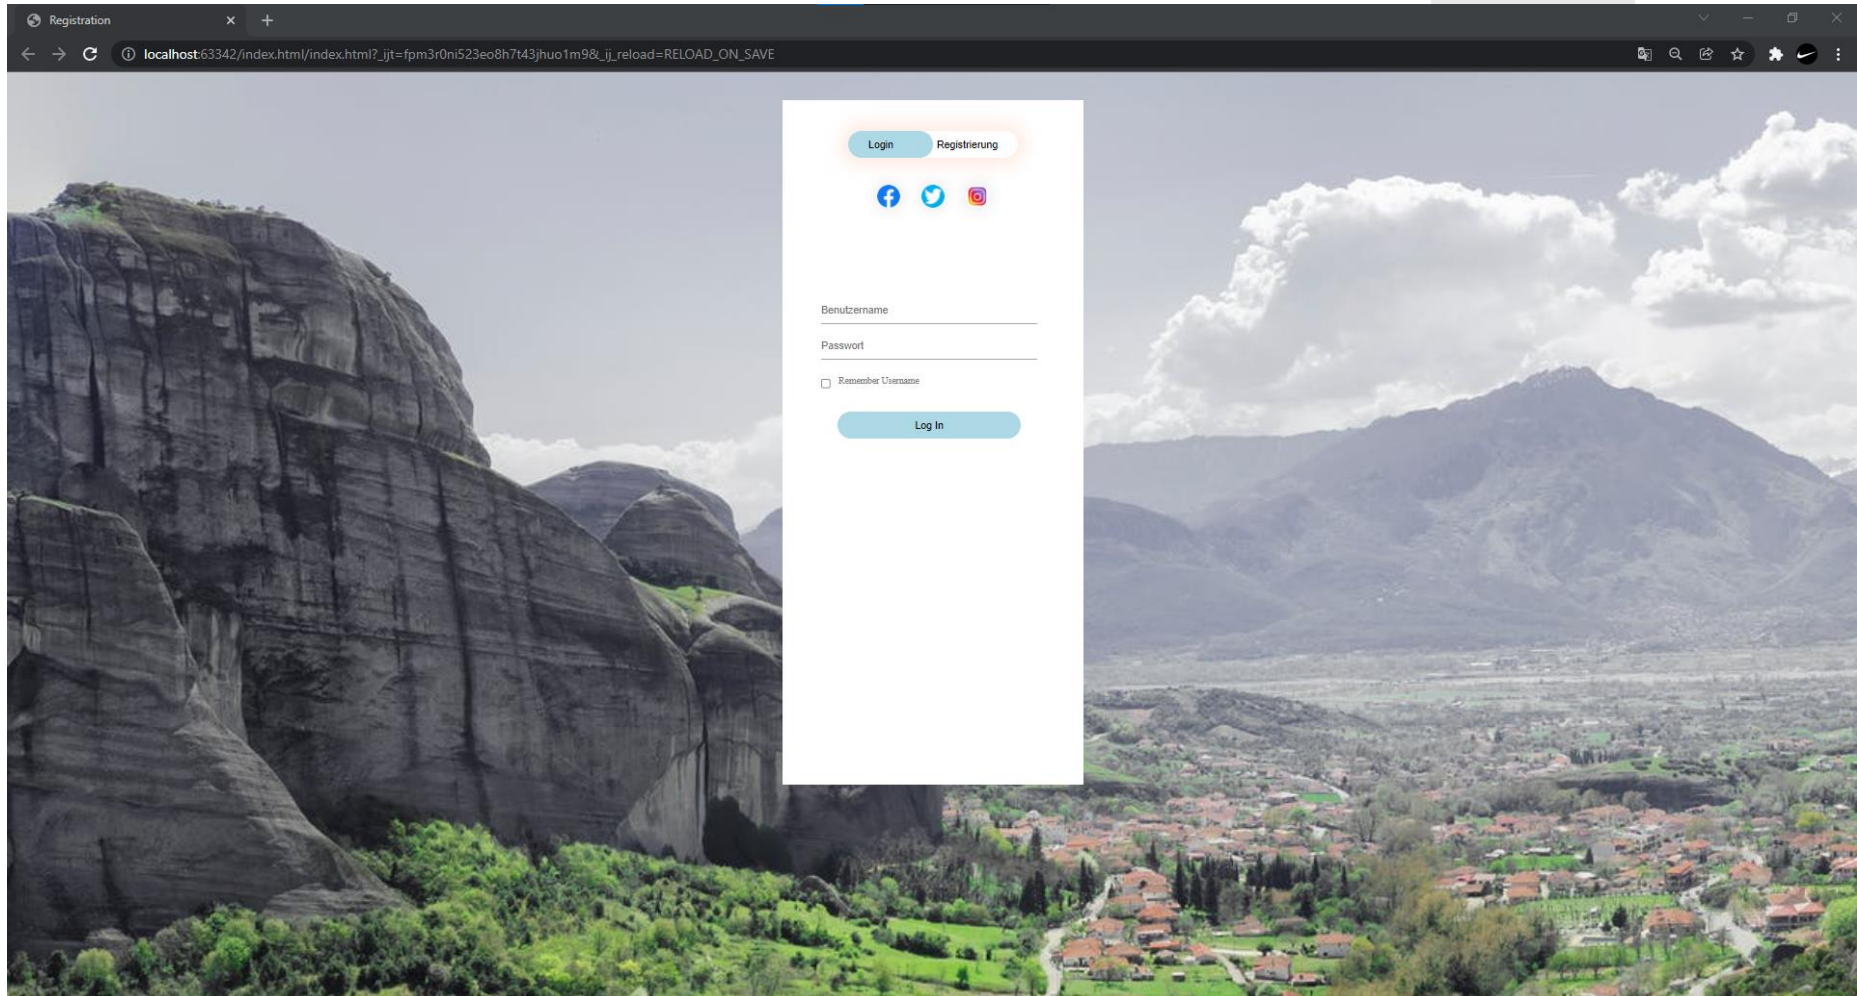 Registration
localhost:63342/index.html/index.html?_ijt=fpm3r0ni523eo8h7t43jhuo1m9&_ij_reload=RELOAD_ON_SAVE
Login Registrierung
Benutzername
Passwort
Remember Username
Log In